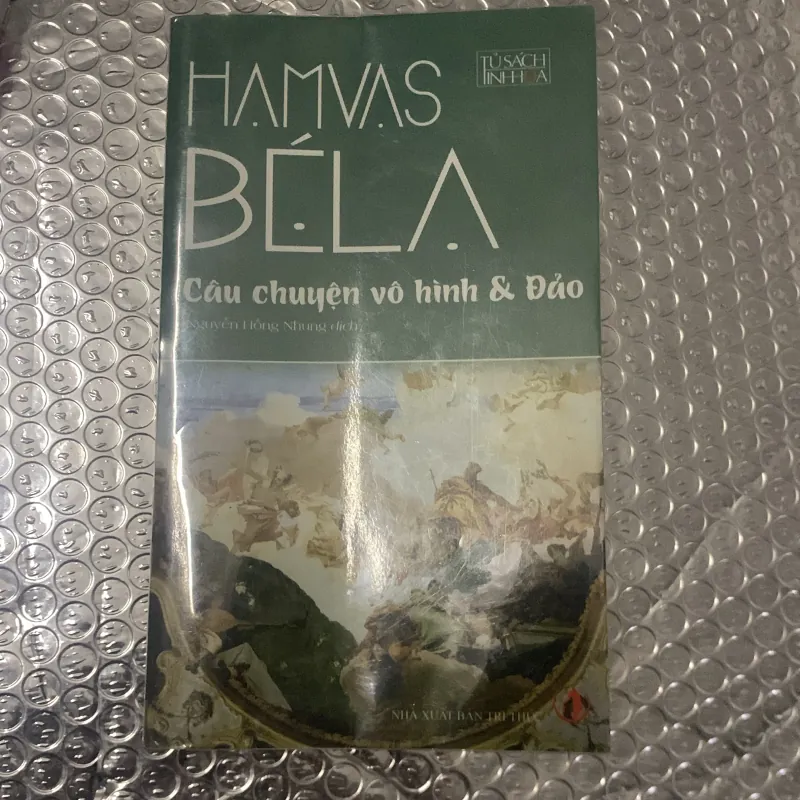 HAMVAS
TỦ SÁCH
TINH HOA
BÉLA
Câu chuyện vô hình & Đảo
Nguyễn Hồng Nhung dịch
NHÀ XUẤT BẢN TRI THỨC